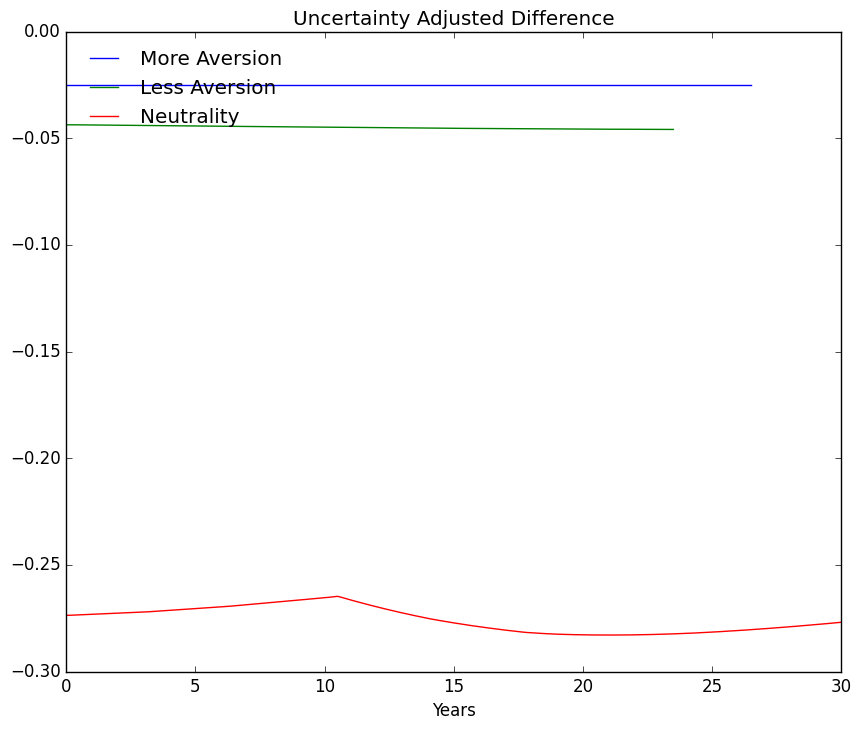 Uncertainty Adjusted Difference
0.00
More Aversion
Less Aversion
Neutrality
−0.05
−0.10
−0.15
−0.20
−0.25
−0.30
0 5 10 15 20 25 30
Years